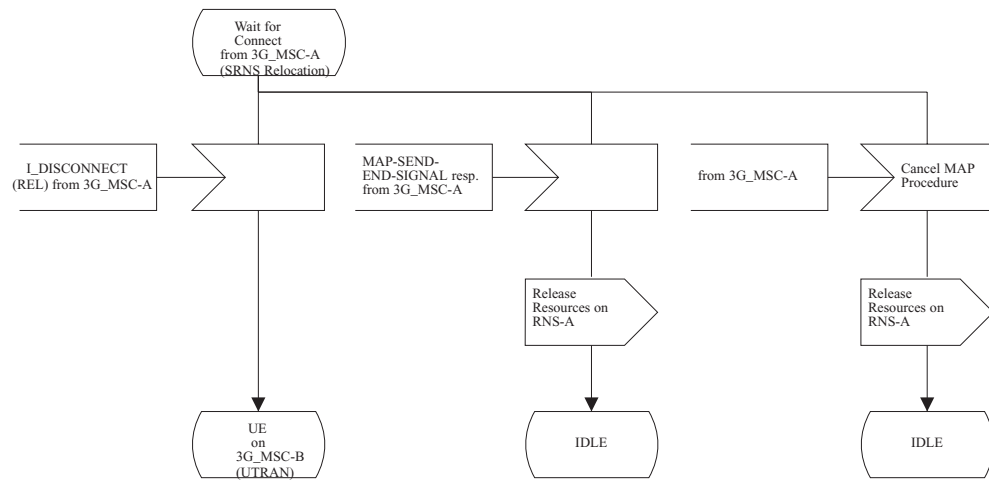 Wait for
Connect
from 3G_MSC-A
(SRNS Relocation)
I_DISCONNECT
(REL) from 3G_MSC-A
MAP-SEND-
END-SIGNAL resp.
from 3G_MSC-A
from 3G_MSC-A
Cancel MAP
Procedure
Release
Resources on
RNS-A
Release
Resources on
RNS-A
UE
on
3G_MSC-B
(UTRAN)
IDLE
IDLE